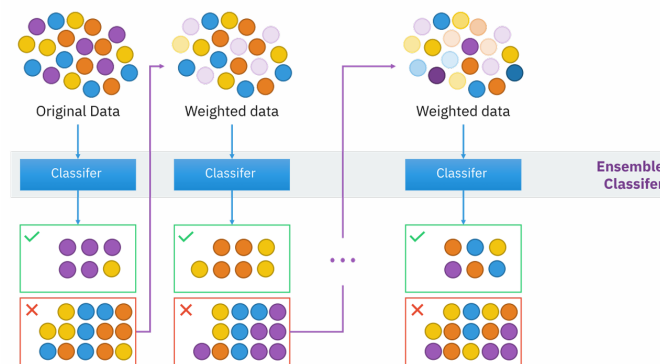 Original Data
Weighted data
Weighted data
Classifer
Classifer
Classifer
Ensemble
Classifer